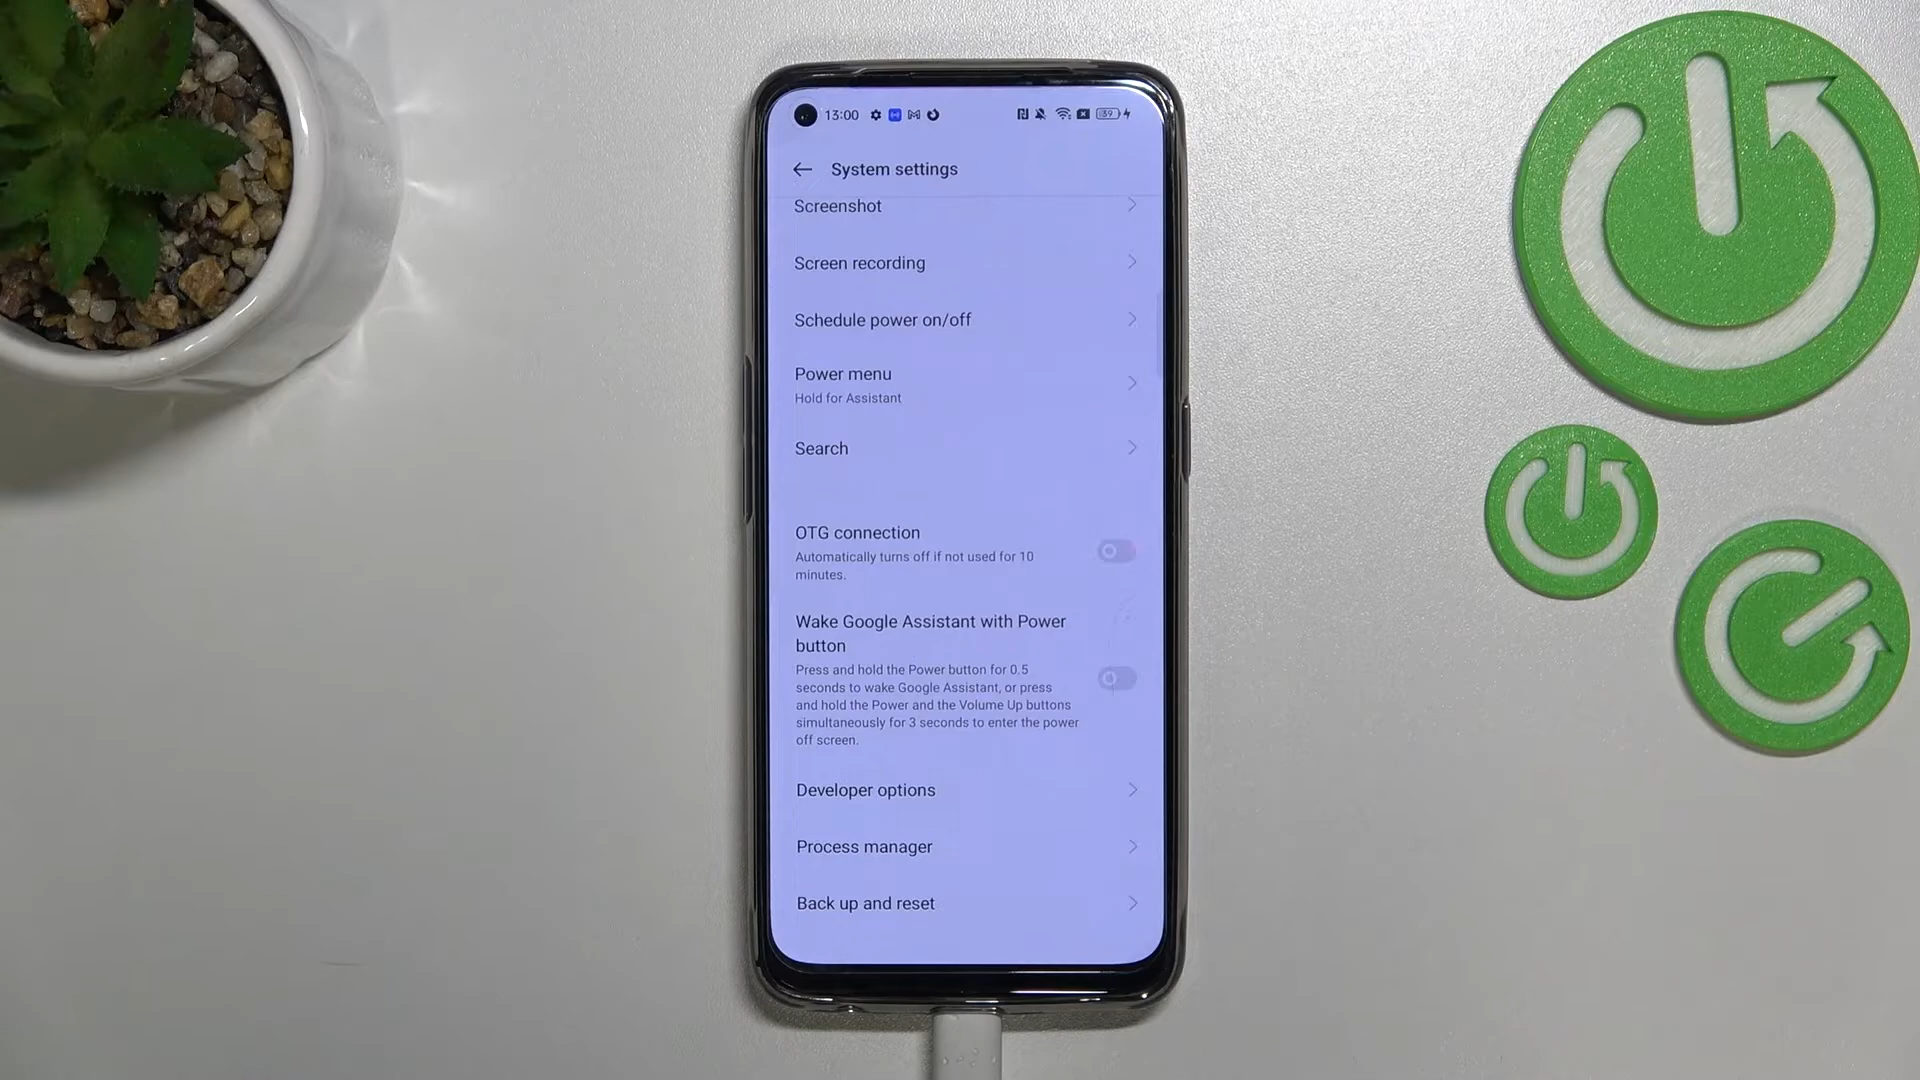 13:00
39
System settings
Screenshot
Screen recording
Schedule power on/off
Power menu
Hold for Assistant
Search
OTG connection
Automatically turns off if not used for 10
minutes.
Wake Google Assistant with Power
button
Press and hold the Power button for 0.5
seconds to wake Google Assistant, or press
and hold the Power and the Volume Up buttons
simultaneously for 3 seconds to enter the power
off screen.
Developer options
Process manager
Back up and reset